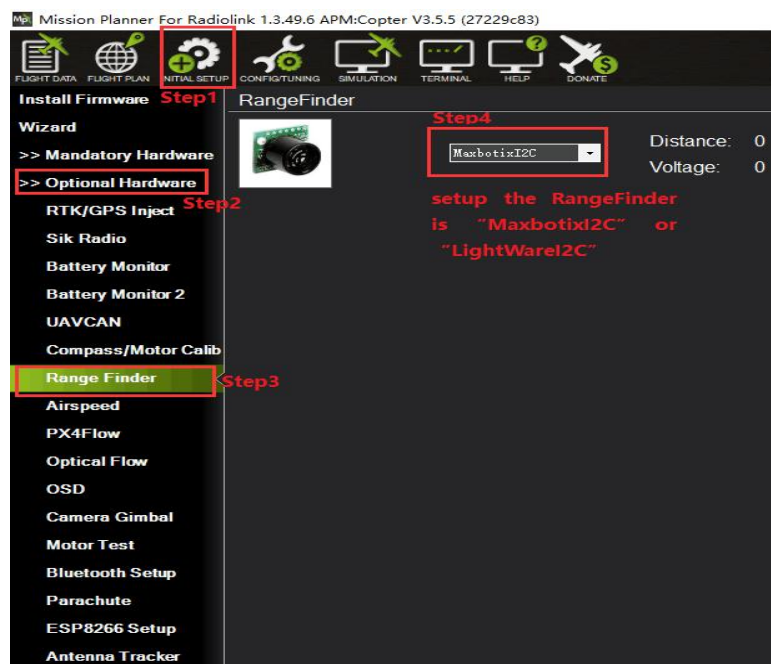 Mission Planner For Radiolink 1.3.49.6 APM:Copter V3.5.5 (27229c83)
FLIGHT DATA FLIGHT PLAN INITIAL SETUP CONFIG/TUNING SIMULATION TERMINAL HELP DONATE
Install Firmware Step1 RangeFinder
Wizard
Step4
MaxbotixI2C
Distance: 0
Voltage: 0
>> Mandatory Hardware
>> Optional Hardware
Step2
setup the RangeFinder
is "MaxbotixI2C" or
"LightWareI2C"
RTK/GPS Inject
Sik Radio
Battery Monitor
Battery Monitor 2
UAVCAN
Compass/Motor Calib
Range Finder Step3
Airspeed
PX4Flow
Optical Flow
OSD
Camera Gimbal
Motor Test
Bluetooth Setup
Parachute
ESP8266 Setup
Antenna Tracker